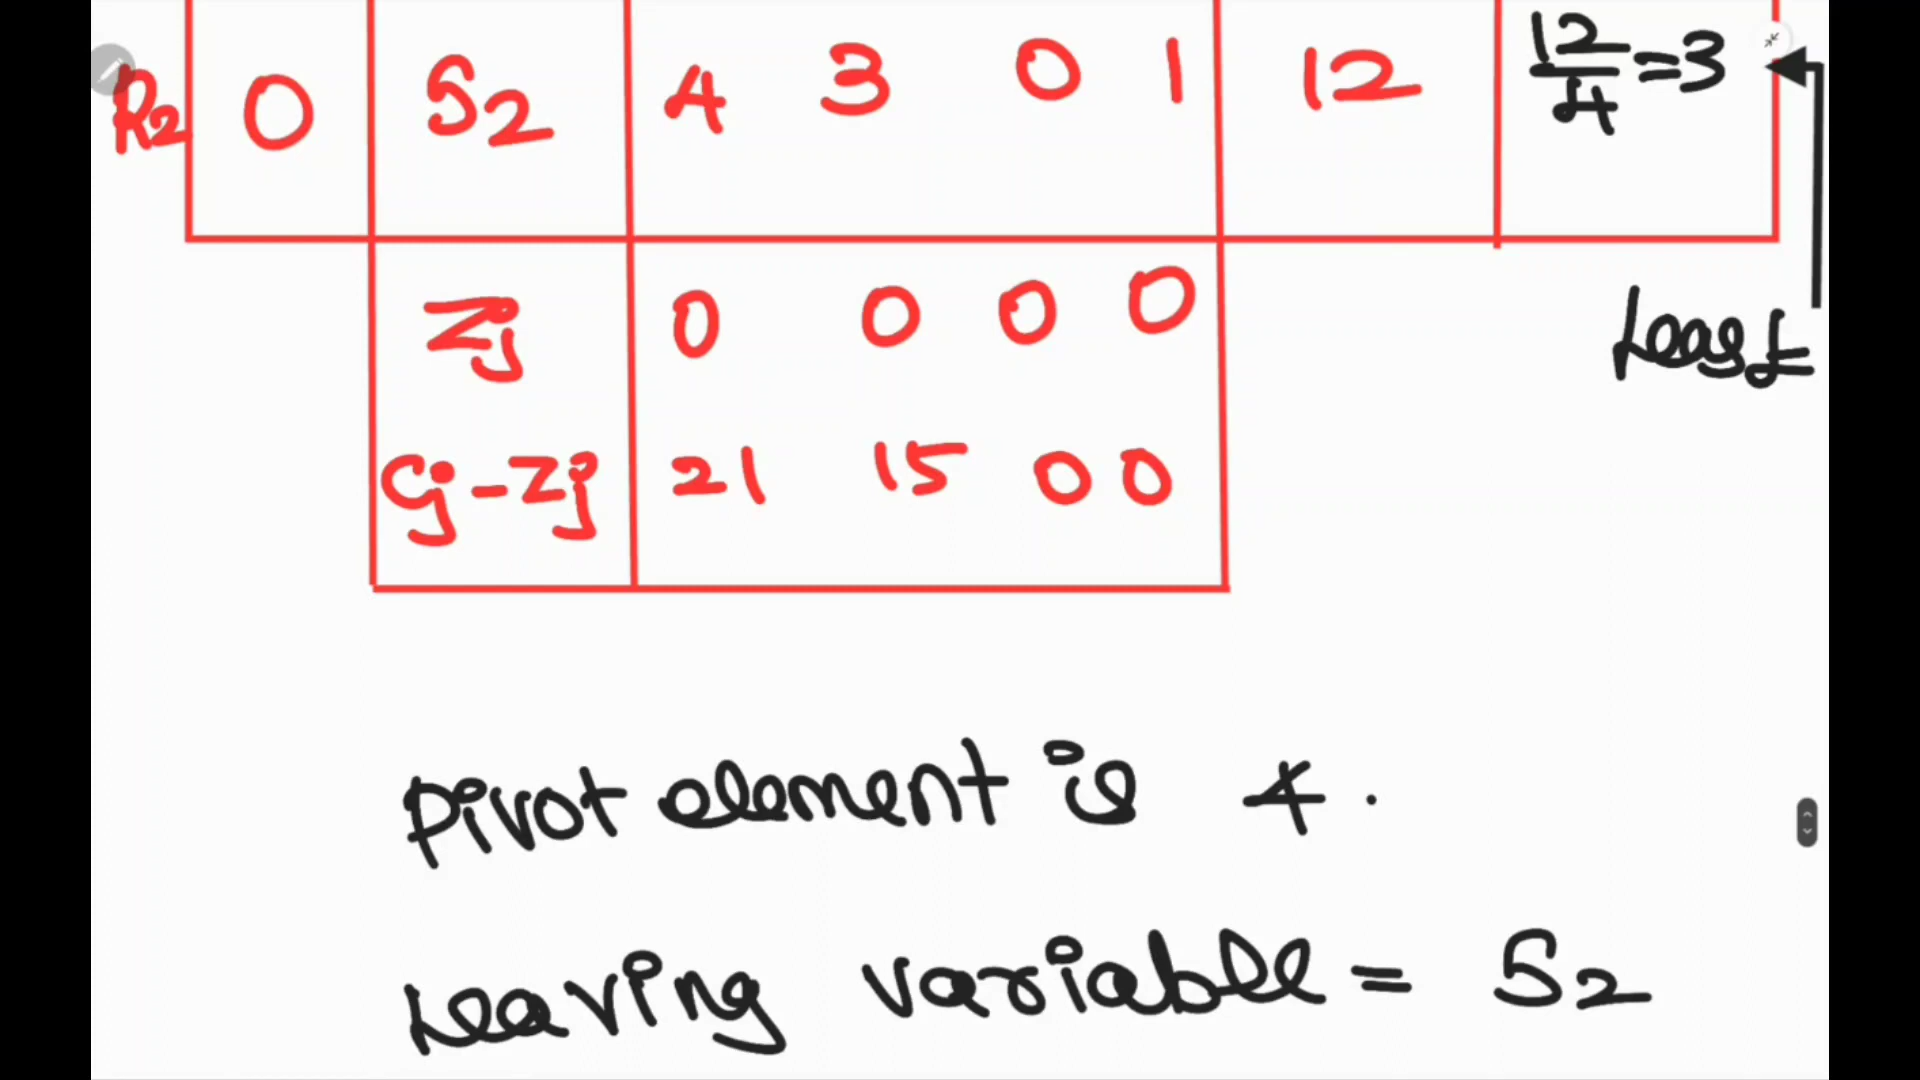 R2 0 S2 4 3 0 1 12 12/4=3
Zj 0 0 0 0
Least
Cj-Zj 21 15 0 0
Pivot element is 4.
Leaving variable = S2